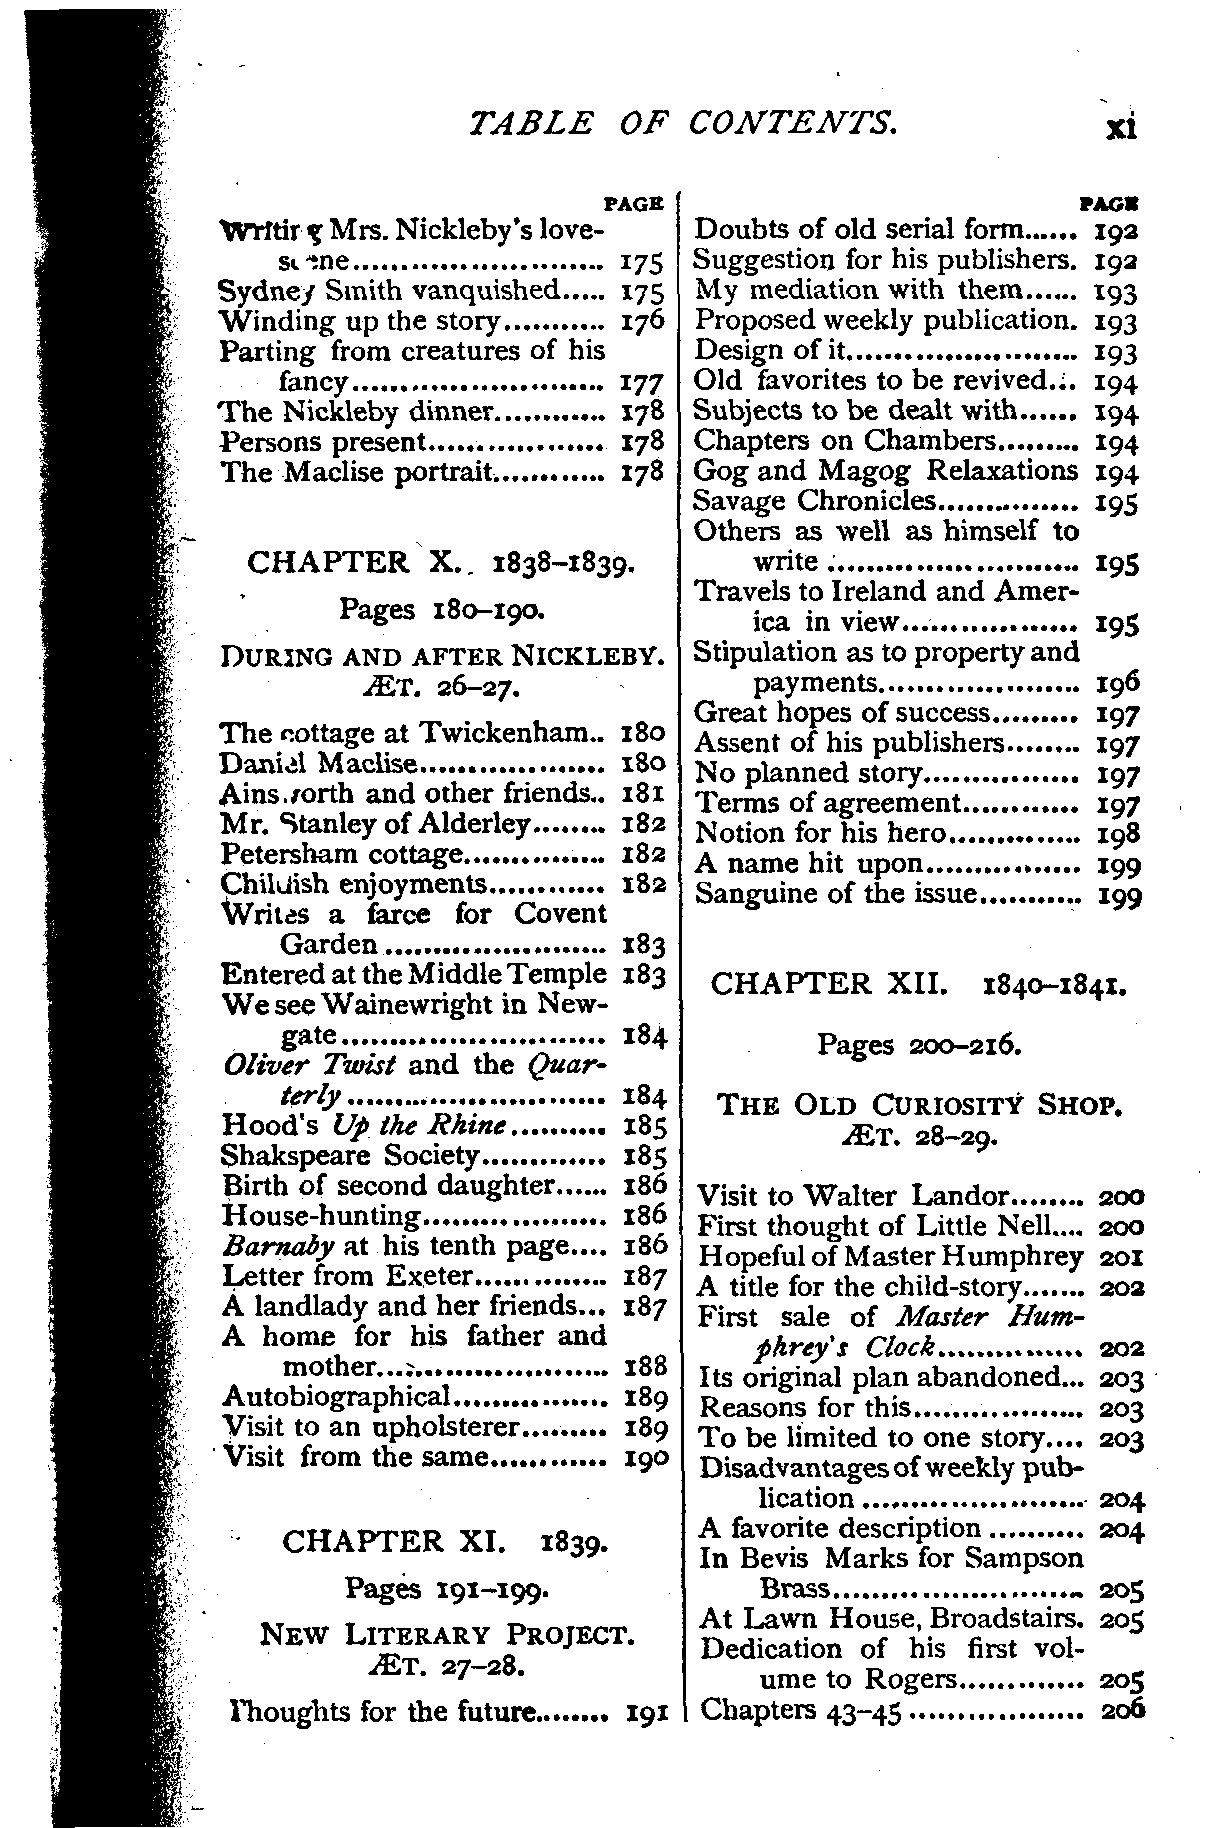 TABLE OF CONTENTS. xi
PAGE
Writing Mrs. Nickleby's love-
scene.......................... 175
Sydney Smith vanquished..... 175
Winding up the story........... 176
Parting from creatures of his
fancy.......................... 177
The Nickleby dinner............ 178
Persons present.................. 178
The Maclise portrait............ 178
CHAPTER X. 1838–1839.
Pages 180–190.
DURING AND AFTER NICKLEBY.
ÆT. 26–27.
The cottage at Twickenham.. 180
Daniel Maclise................... 180
Ainsworth and other friends.. 181
Mr. Stanley of Alderley........ 182
Petersham cottage............... 182
Childish enjoyments............ 182
Writes a farce for Covent
Garden ....................... 183
Entered at the Middle Temple 183
We see Wainewright in New-
gate........................... 184
Oliver Twist and the Quar-
terly........................... 184
Hood's Up the Rhine.......... 185
Shakspeare Society............. 185
Birth of second daughter...... 186
House-hunting................... 186
Barnaby at his tenth page.... 186
Letter from Exeter.............. 187
A landlady and her friends... 187
A home for his father and
mother........................ 188
Autobiographical................ 189
Visit to an upholsterer......... 189
Visit from the same............ 190
CHAPTER XI. 1839.
Pages 191–199.
NEW LITERARY PROJECT.
ÆT. 27–28.
Thoughts for the future........ 191
PAGE
Doubts of old serial form...... 192
Suggestion for his publishers. 192
My mediation with them...... 193
Proposed weekly publication. 193
Design of it........................ 193
Old favorites to be revived... 194
Subjects to be dealt with...... 194
Chapters on Chambers......... 194
Gog and Magog Relaxations 194
Savage Chronicles............... 195
Others as well as himself to
write .......................... 195
Travels to Ireland and Amer-
ica in view.................. 195
Stipulation as to property and
payments..................... 196
Great hopes of success......... 197
Assent of his publishers........ 197
No planned story................ 197
Terms of agreement............ 197
Notion for his hero.............. 198
A name hit upon................ 199
Sanguine of the issue........... 199
CHAPTER XII. 1840–1841.
Pages 200–216.
THE OLD CURIOSITY SHOP.
ÆT. 28–29.
Visit to Walter Landor........ 200
First thought of Little Nell.... 200
Hopeful of Master Humphrey 201
A title for the child-story....... 202
First sale of Master Hum-
phrey's Clock............... 202
Its original plan abandoned... 203
Reasons for this.................. 203
To be limited to one story.... 203
Disadvantages of weekly pub-
lication ....................... 204
A favorite description .......... 204
In Bevis Marks for Sampson
Brass......................... 205
At Lawn House, Broadstairs. 205
Dedication of his first vol-
ume to Rogers............. 205
Chapters 43–45 .................. 206